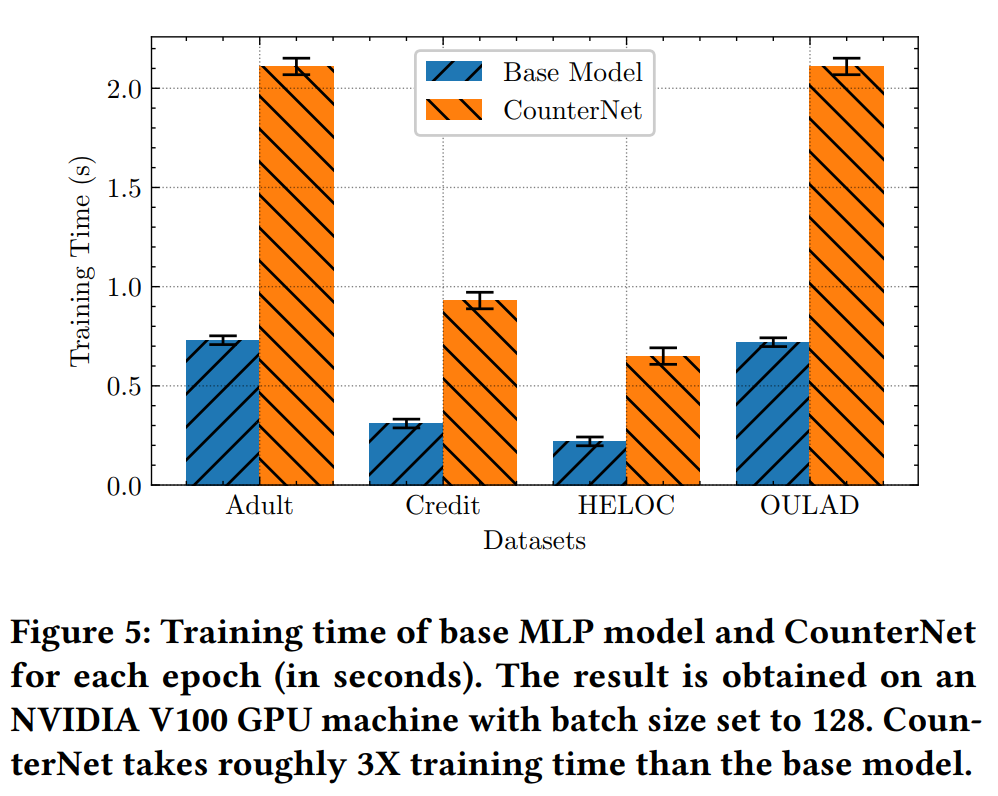 Base Model
CounterNet
Training Time (s)
2.0
1.5
1.0
0.5
0.0
Adult Credit HELOC OULAD
Datasets
Figure 5: Training time of base MLP model and CounterNet
for each epoch (in seconds). The result is obtained on an
NVIDIA V100 GPU machine with batch size set to 128. Coun-
terNet takes roughly 3X training time than the base model.